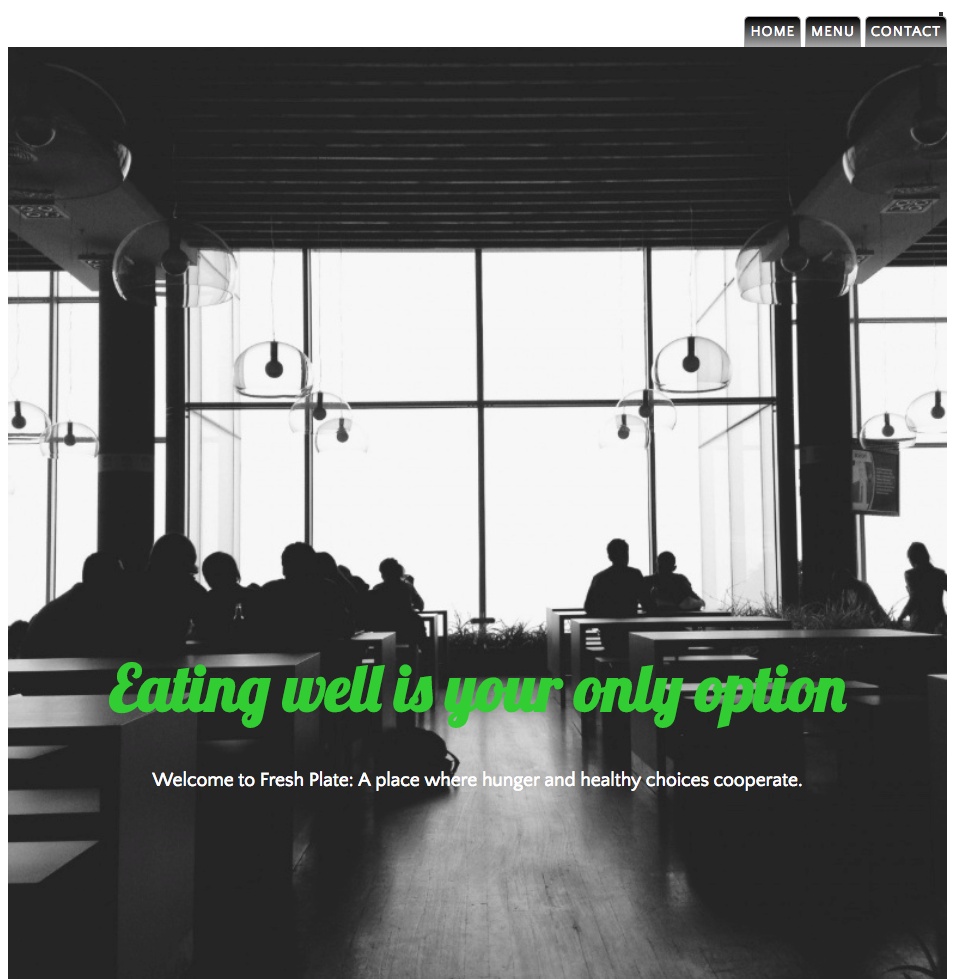 HOME MENU CONTACT
Eating well is your only option
Welcome to Fresh Plate: A place where hunger and healthy choices cooperate.